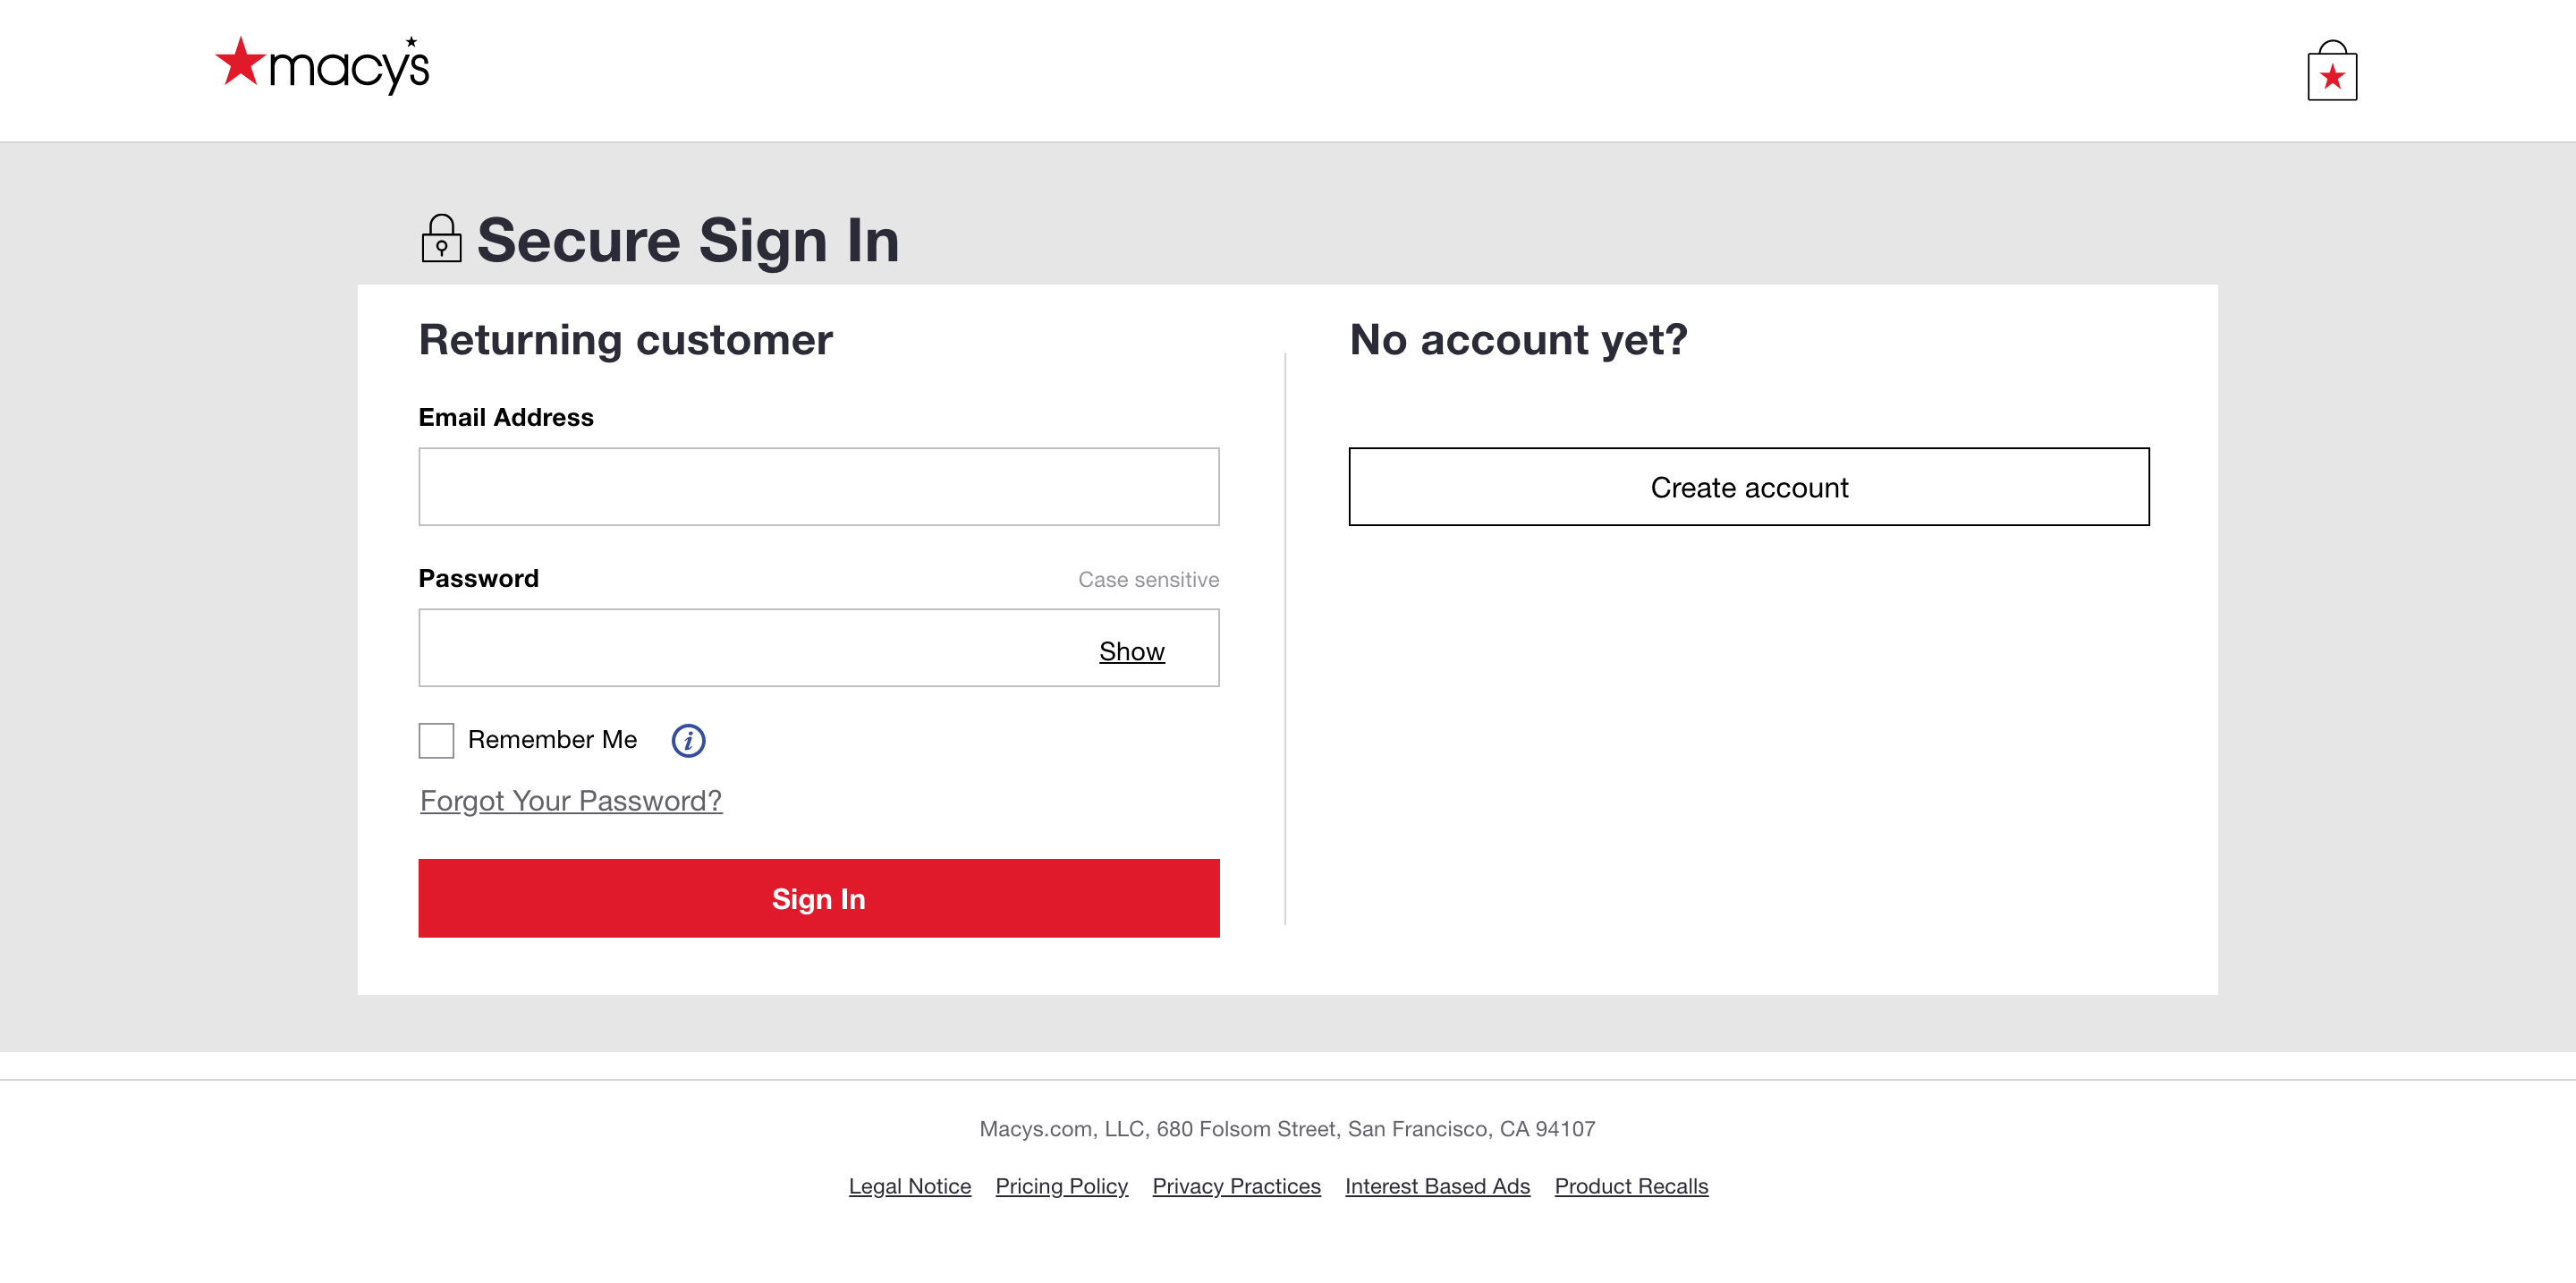 macy's
Secure Sign In
Returning customer
Email Address
Password
Case sensitive
Show
Remember Me
i
Forgot Your Password?
Sign In
No account yet?
Create account
Macys.com, LLC, 680 Folsom Street, San Francisco, CA 94107
Legal Notice Pricing Policy Privacy Practices Interest Based Ads Product Recalls